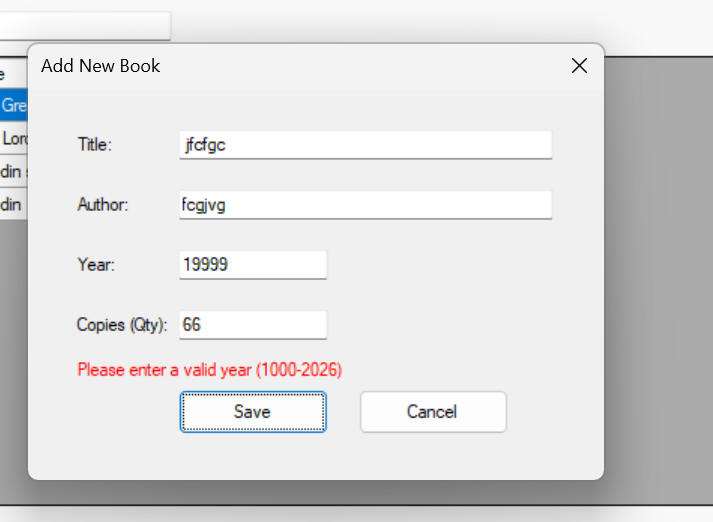 Add New Book
e
Gre
Lord
din s
din
Title: jfcfgc
Author: fcgjvg
Year: 19999
Copies (Qty): 66
Please enter a valid year (1000-2026)
Save Cancel